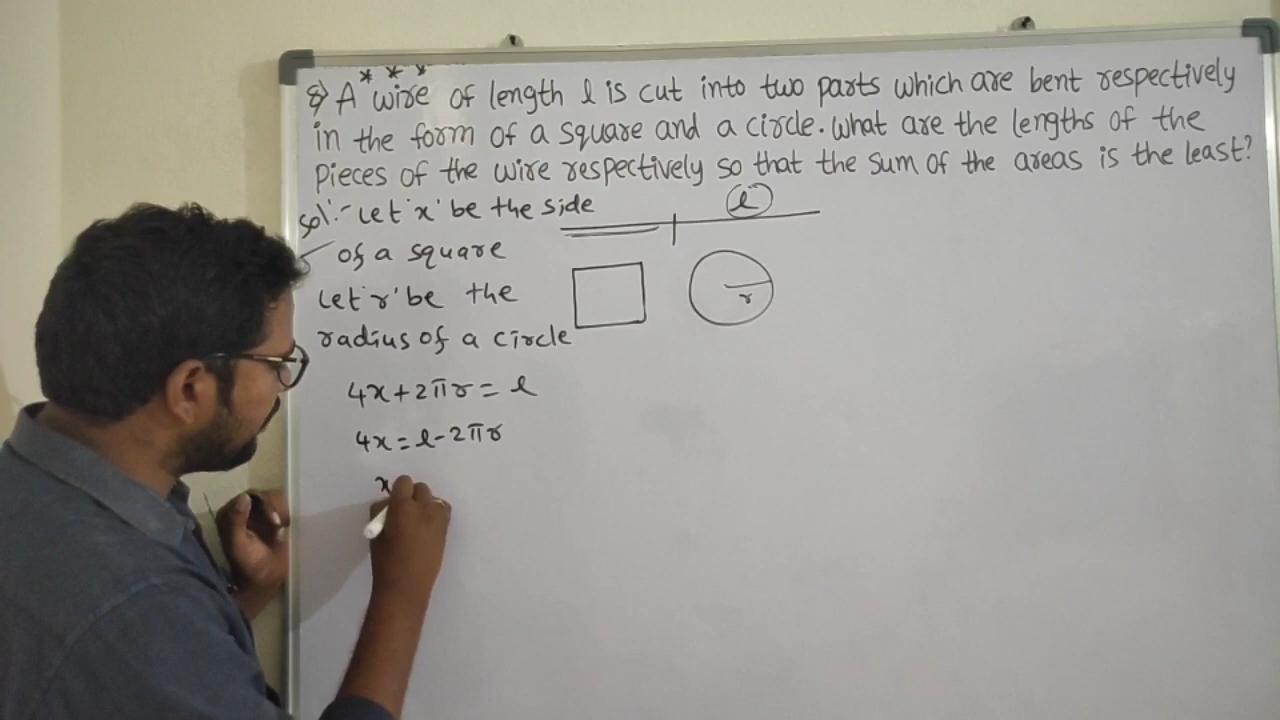 8) A*** wire of length l is cut into two parts which are bent respectively
in the form of a square and a circle. What are the lengths of the
pieces of the wire respectively so that the sum of the areas is the least?
Sol:- Let 'x' be the side
of a square
Let 'r' be the
radius of a circle
l
r
4x+2πr = l
4x = l-2πr
x